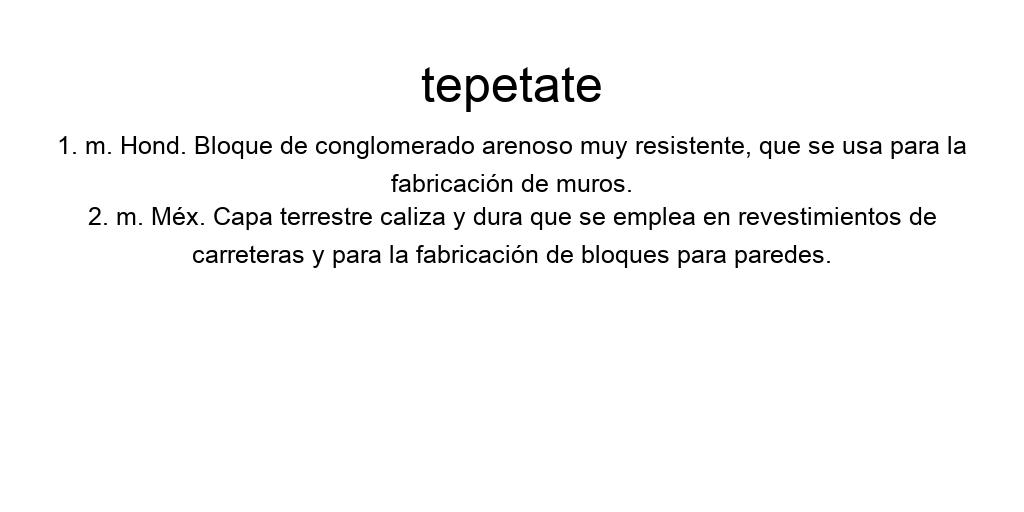 tepetate
1. m. Hond. Bloque de conglomerado arenoso muy resistente, que se usa para la
fabricación de muros.
2. m. Méx. Capa terrestre caliza y dura que se emplea en revestimientos de
carreteras y para la fabricación de bloques para paredes.